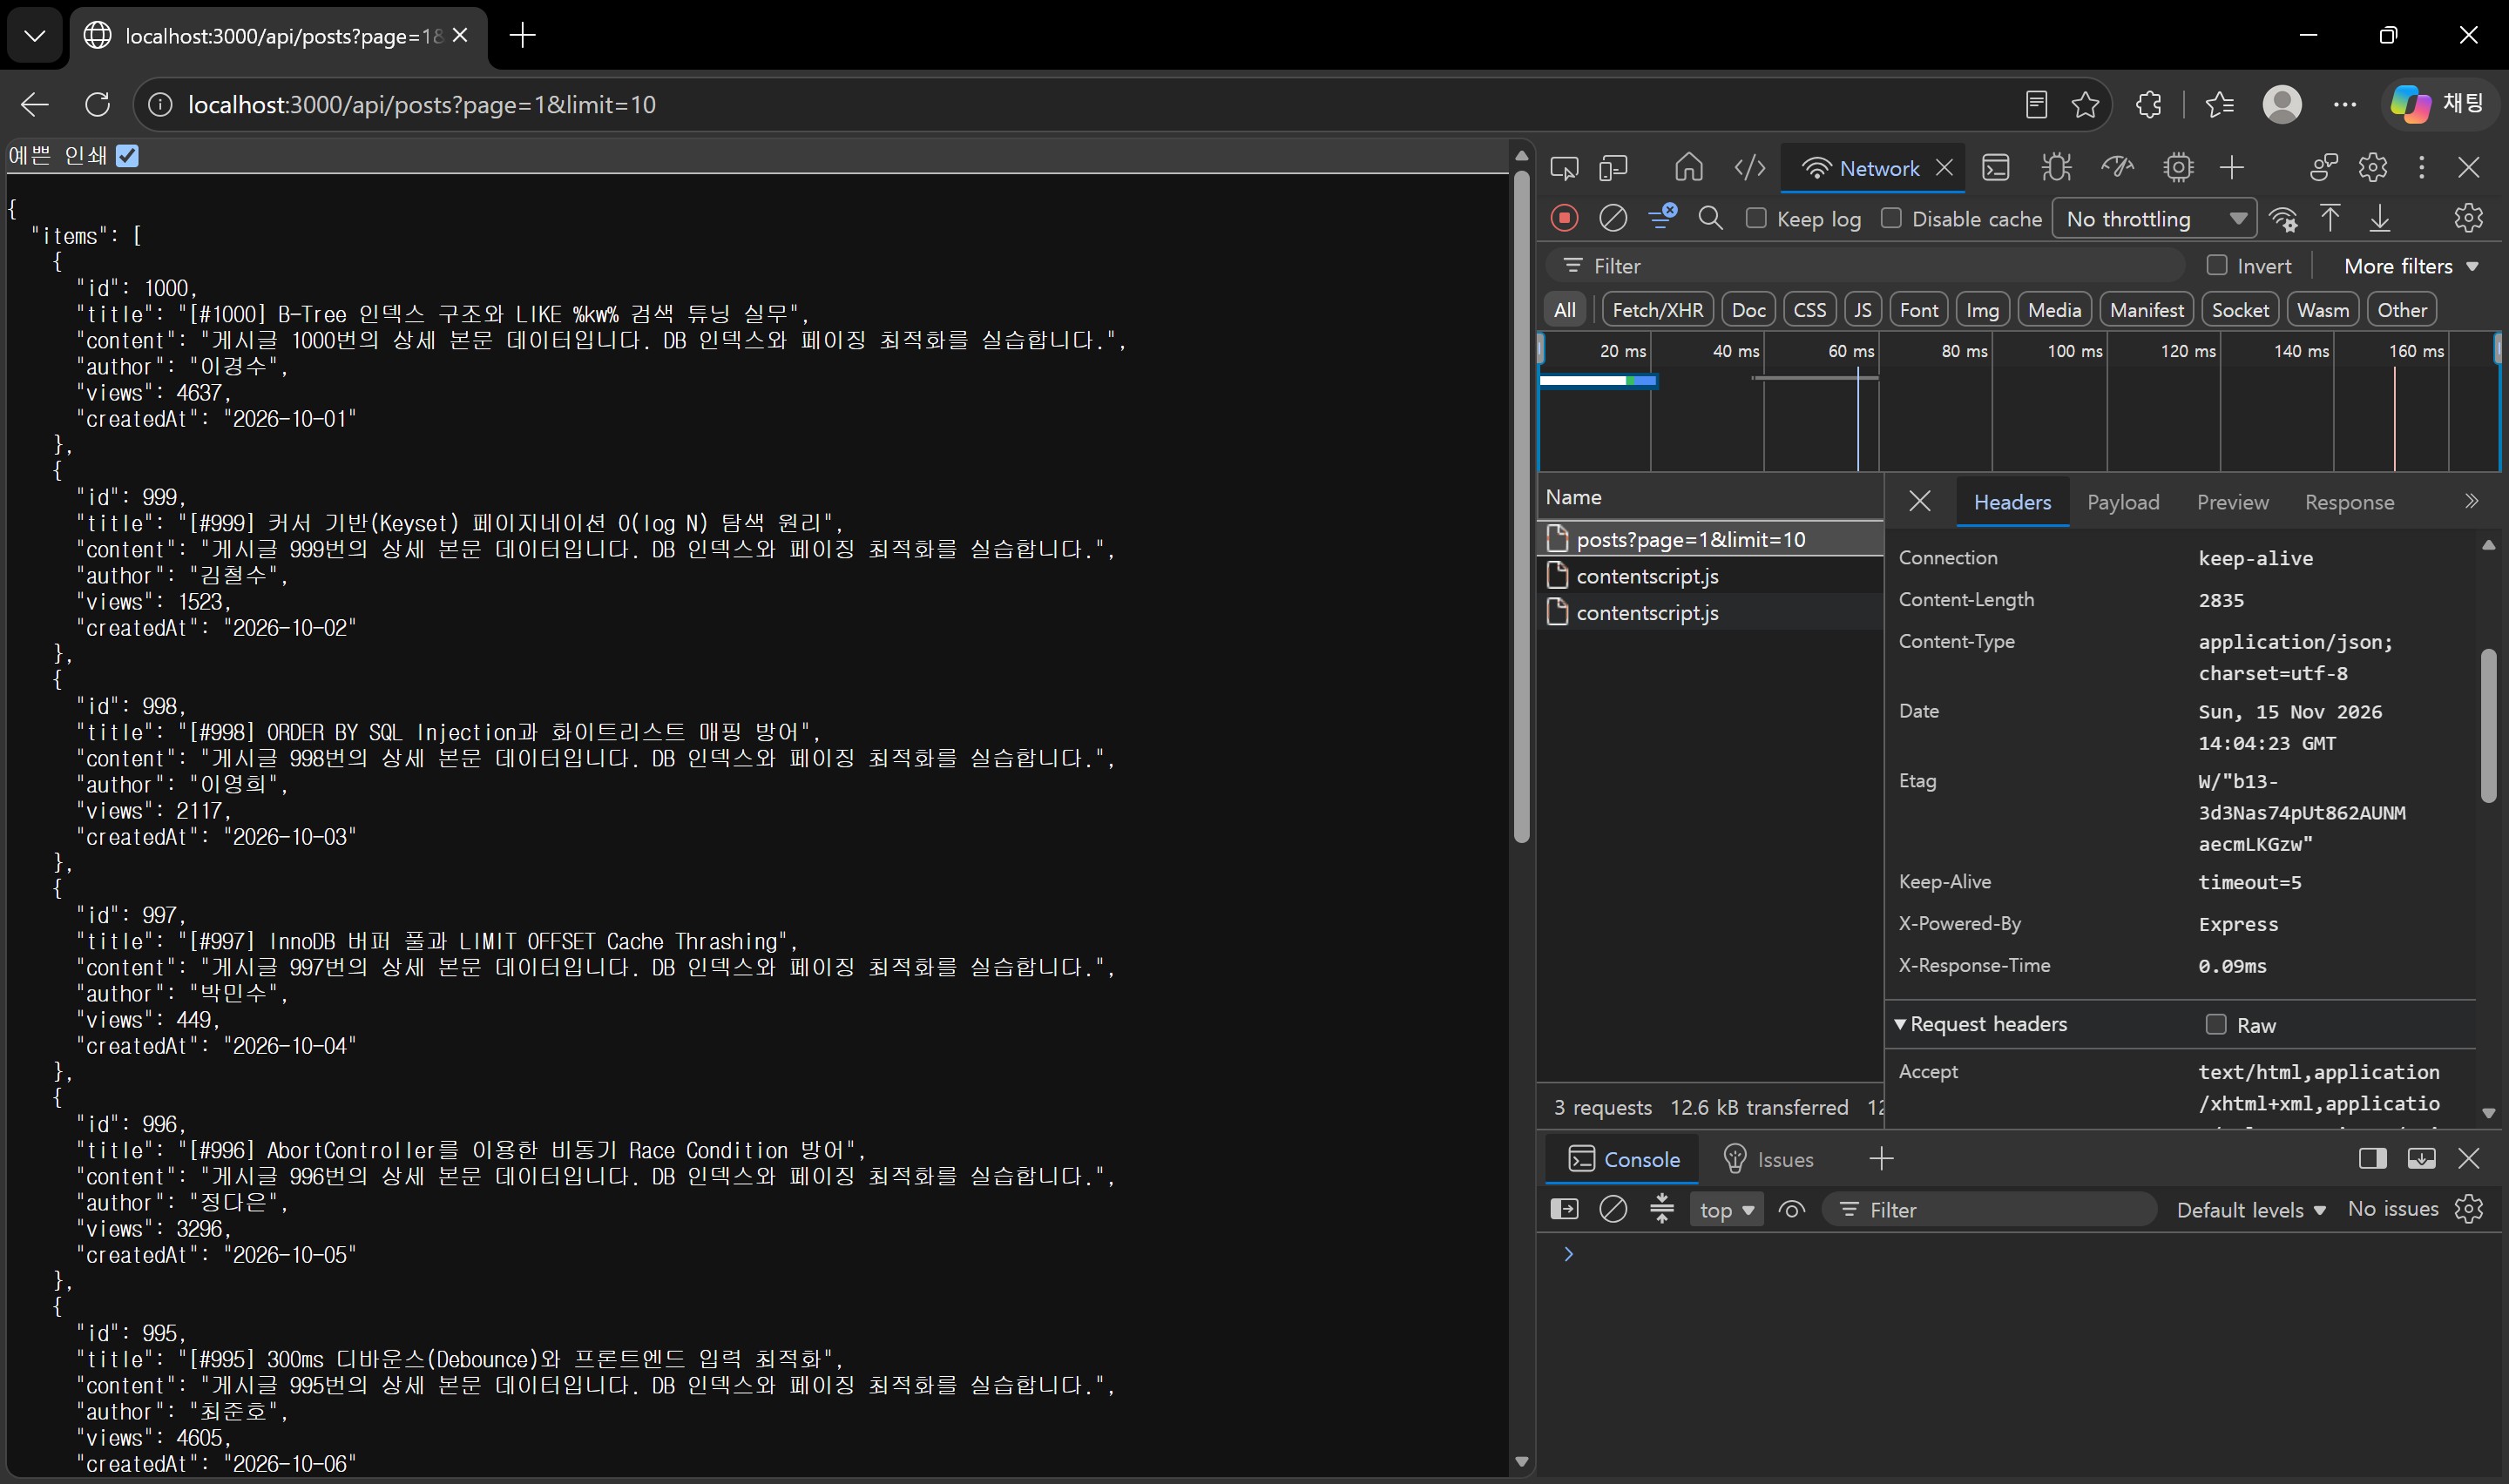 localhost:3000/api/posts?page=1&
localhost:3000/api/posts?page=1&limit=10
채팅
예쁜 인쇄
{
"items": [
{
"id": 1000,
"title": "[#1000] B-Tree 인덱스 구조와 LIKE %kw% 검색 튜닝 실무",
"content": "게시글 1000번의 상세 본문 데이터입니다. DB 인덱스와 페이징 최적화를 실습합니다.",
"author": "이경수",
"views": 4637,
"createdAt": "2026-10-01"
},
{
"id": 999,
"title": "[#999] 커서 기반(Keyset) 페이지네이션 O(log N) 탐색 원리",
"content": "게시글 999번의 상세 본문 데이터입니다. DB 인덱스와 페이징 최적화를 실습합니다.",
"author": "김철수",
"views": 1523,
"createdAt": "2026-10-02"
},
{
"id": 998,
"title": "[#998] ORDER BY SQL Injection과 화이트리스트 매핑 방어",
"content": "게시글 998번의 상세 본문 데이터입니다. DB 인덱스와 페이징 최적화를 실습합니다.",
"author": "이영희",
"views": 2117,
"createdAt": "2026-10-03"
},
{
"id": 997,
"title": "[#997] InnoDB 버퍼 풀과 LIMIT OFFSET Cache Thrashing",
"content": "게시글 997번의 상세 본문 데이터입니다. DB 인덱스와 페이징 최적화를 실습합니다.",
"author": "박민수",
"views": 449,
"createdAt": "2026-10-04"
},
{
"id": 996,
"title": "[#996] AbortController를 이용한 비동기 Race Condition 방어",
"content": "게시글 996번의 상세 본문 데이터입니다. DB 인덱스와 페이징 최적화를 실습합니다.",
"author": "정다은",
"views": 3296,
"createdAt": "2026-10-05"
},
{
"id": 995,
"title": "[#995] 300ms 디바운스(Debounce)와 프론트엔드 입력 최적화",
"content": "게시글 995번의 상세 본문 데이터입니다. DB 인덱스와 페이징 최적화를 실습합니다.",
"author": "최준호",
"views": 4605,
"createdAt": "2026-10-06"
Network
Keep log Disable cache No throttling
Filter Invert More filters
All Fetch/XHR Doc CSS JS Font Img Media Manifest Socket Wasm Other
20 ms 40 ms 60 ms 80 ms 100 ms 120 ms 140 ms 160 ms
Name
posts?page=1&limit=10
contentscript.js
contentscript.js
3 requests 12.6 kB transferred 12
Headers Payload Preview Response
Connection keep-alive
Content-Length 2835
Content-Type application/json;
charset=utf-8
Date Sun, 15 Nov 2026
14:04:23 GMT
Etag W/"b13-
3d3Nas74pUt862AUNM
aecmLKGzw"
Keep-Alive timeout=5
X-Powered-By Express
X-Response-Time 0.09ms
Request headers Raw
Accept text/html,application
/xhtml+xml,applicatio
Console Issues
top Filter Default levels No issues